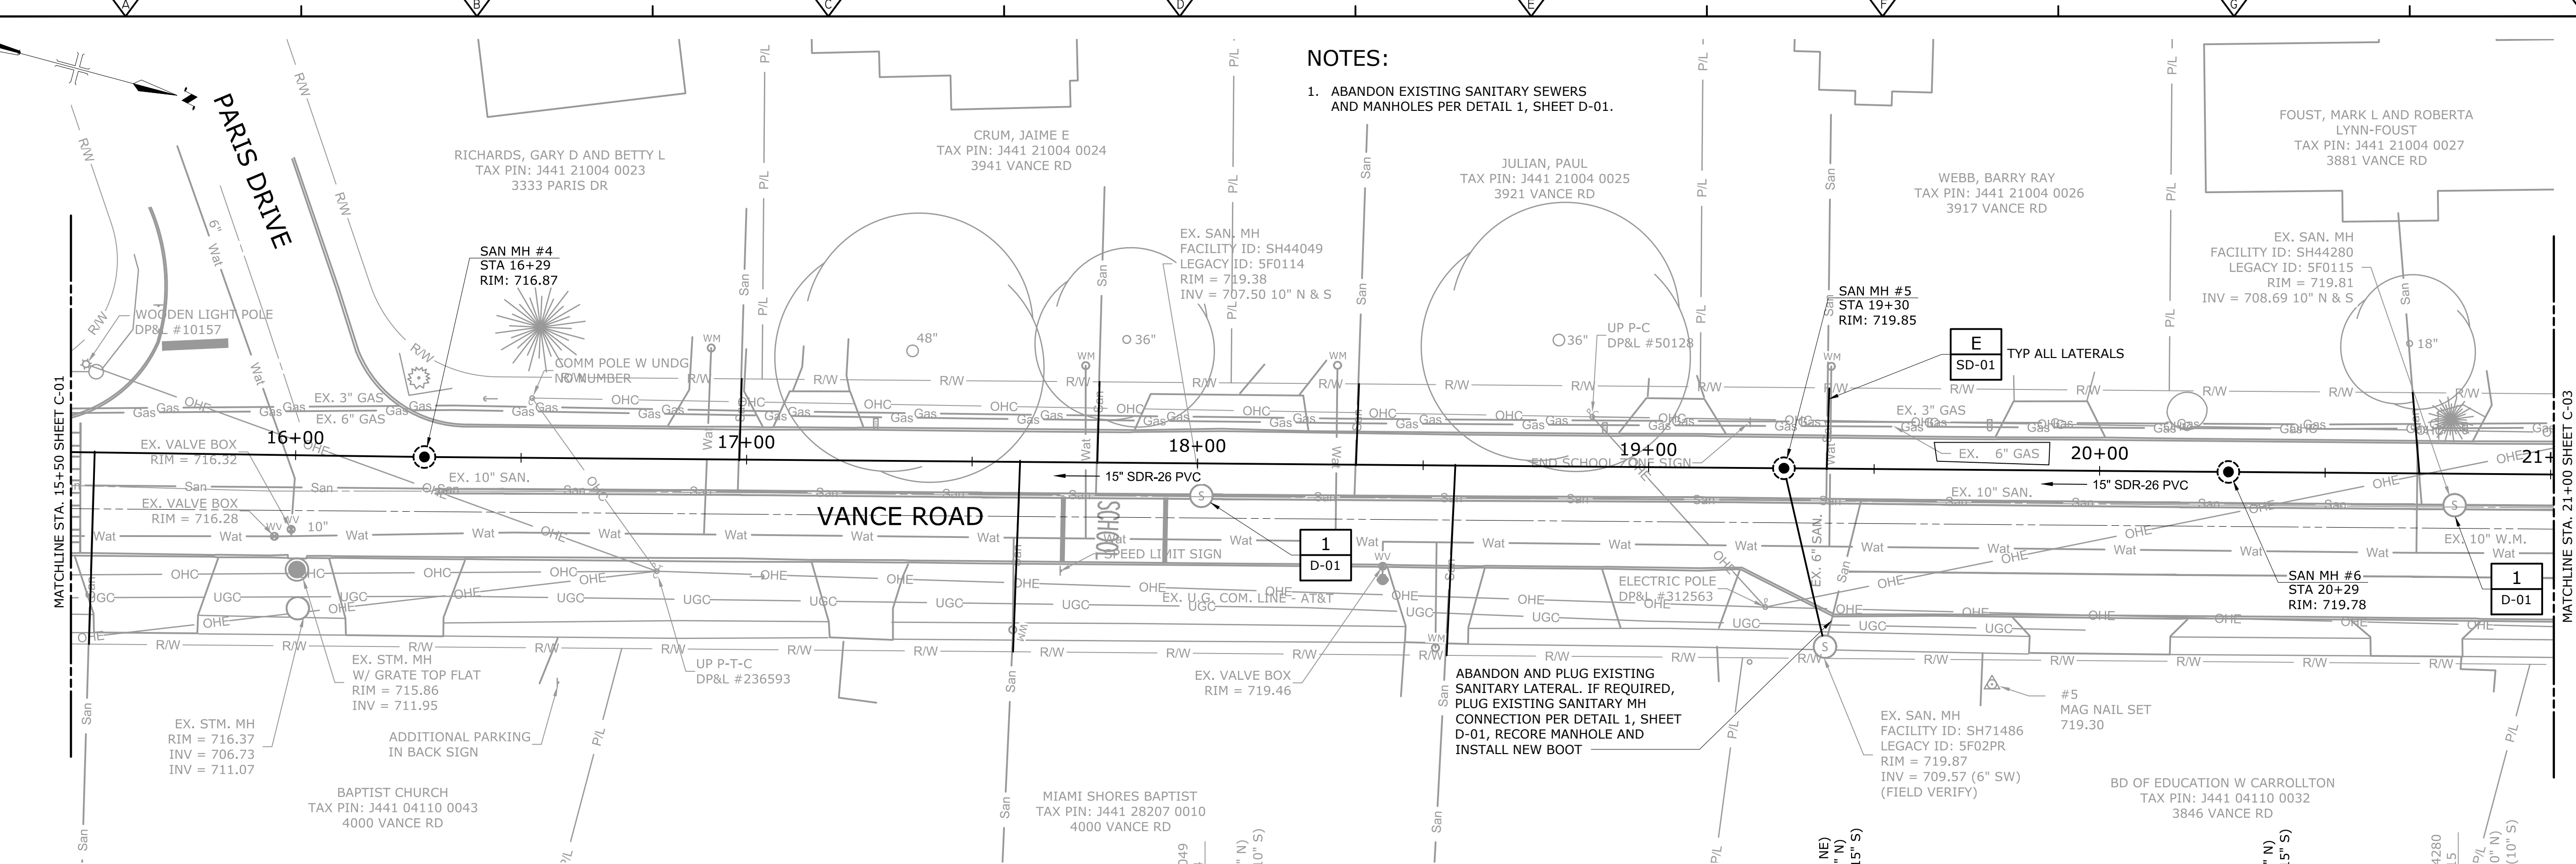 A
B
C
D
E
F
G
NOTES:
1. ABANDON EXISTING SANITARY SEWERS
AND MANHOLES PER DETAIL 1, SHEET D-01.
PARIS DRIVE
RICHARDS, GARY D AND BETTY L
TAX PIN: J441 21004 0023
3333 PARIS DR
CRUM, JAIME E
TAX PIN: J441 21004 0024
3941 VANCE RD
JULIAN, PAUL
TAX PIN: J441 21004 0025
3921 VANCE RD
WEBB, BARRY RAY
TAX PIN: J441 21004 0026
3917 VANCE RD
FOUST, MARK L AND ROBERTA
LYNN-FOUST
TAX PIN: J441 21004 0027
3881 VANCE RD
SAN MH #4
STA 16+29
RIM: 716.87
EX. SAN. MH
FACILITY ID: SH44049
LEGACY ID: 5F0114
RIM = 719.38
INV = 707.50 10" N & S
EX. SAN. MH
FACILITY ID: SH44280
LEGACY ID: 5F0115
RIM = 719.81
INV = 708.69 10" N & S
SAN MH #5
STA 19+30
RIM: 719.85
WOODEN LIGHT POLE
DP&L #10157
COMM POLE W UNDG
NO NUMBER
48"
36"
36"
18"
UP P-C
DP&L #50128
E
SD-01
TYP ALL LATERALS
EX. 3" GAS
EX. 6" GAS
EX. 3" GAS
EX. 6" GAS
EX. VALVE BOX
RIM = 716.32
16+00
17+00
18+00
19+00
20+00
21+
END SCHOOL ZONE SIGN
EX. 10" SAN.
15" SDR-26 PVC
15" SDR-26 PVC
EX. 10" SAN.
EX. VALVE BOX
RIM = 716.28
10"
VANCE ROAD
SCHOOL
SPEED LIMIT SIGN
1
D-01
EX. 6" SAN.
EX. 10" W.M.
1
D-01
SAN MH #6
STA 20+29
RIM: 719.78
ELECTRIC POLE
DP&L #312563
EX. U.G. COM. LINE - AT&T
MATCHLINE STA. 15+50 SHEET C-01
MATCHLINE STA. 21+00 SHEET C-03
EX. STM. MH
W/ GRATE TOP FLAT
RIM = 715.86
INV = 711.95
UP P-T-C
DP&L #236593
EX. VALVE BOX
RIM = 719.46
ABANDON AND PLUG EXISTING
SANITARY LATERAL. IF REQUIRED,
PLUG EXISTING SANITARY MH
CONNECTION PER DETAIL 1, SHEET
D-01, RECORE MANHOLE AND
INSTALL NEW BOOT
#5
MAG NAIL SET
719.30
EX. STM. MH
RIM = 716.37
INV = 706.73
INV = 711.07
ADDITIONAL PARKING
IN BACK SIGN
EX. SAN. MH
FACILITY ID: SH71486
LEGACY ID: 5F02PR
RIM = 719.87
INV = 709.57 (6" SW)
(FIELD VERIFY)
BAPTIST CHURCH
TAX PIN: J441 04110 0043
4000 VANCE RD
MIAMI SHORES BAPTIST
TAX PIN: J441 28207 0010
4000 VANCE RD
BD OF EDUCATION W CARROLLTON
TAX PIN: J441 04110 0032
3846 VANCE RD